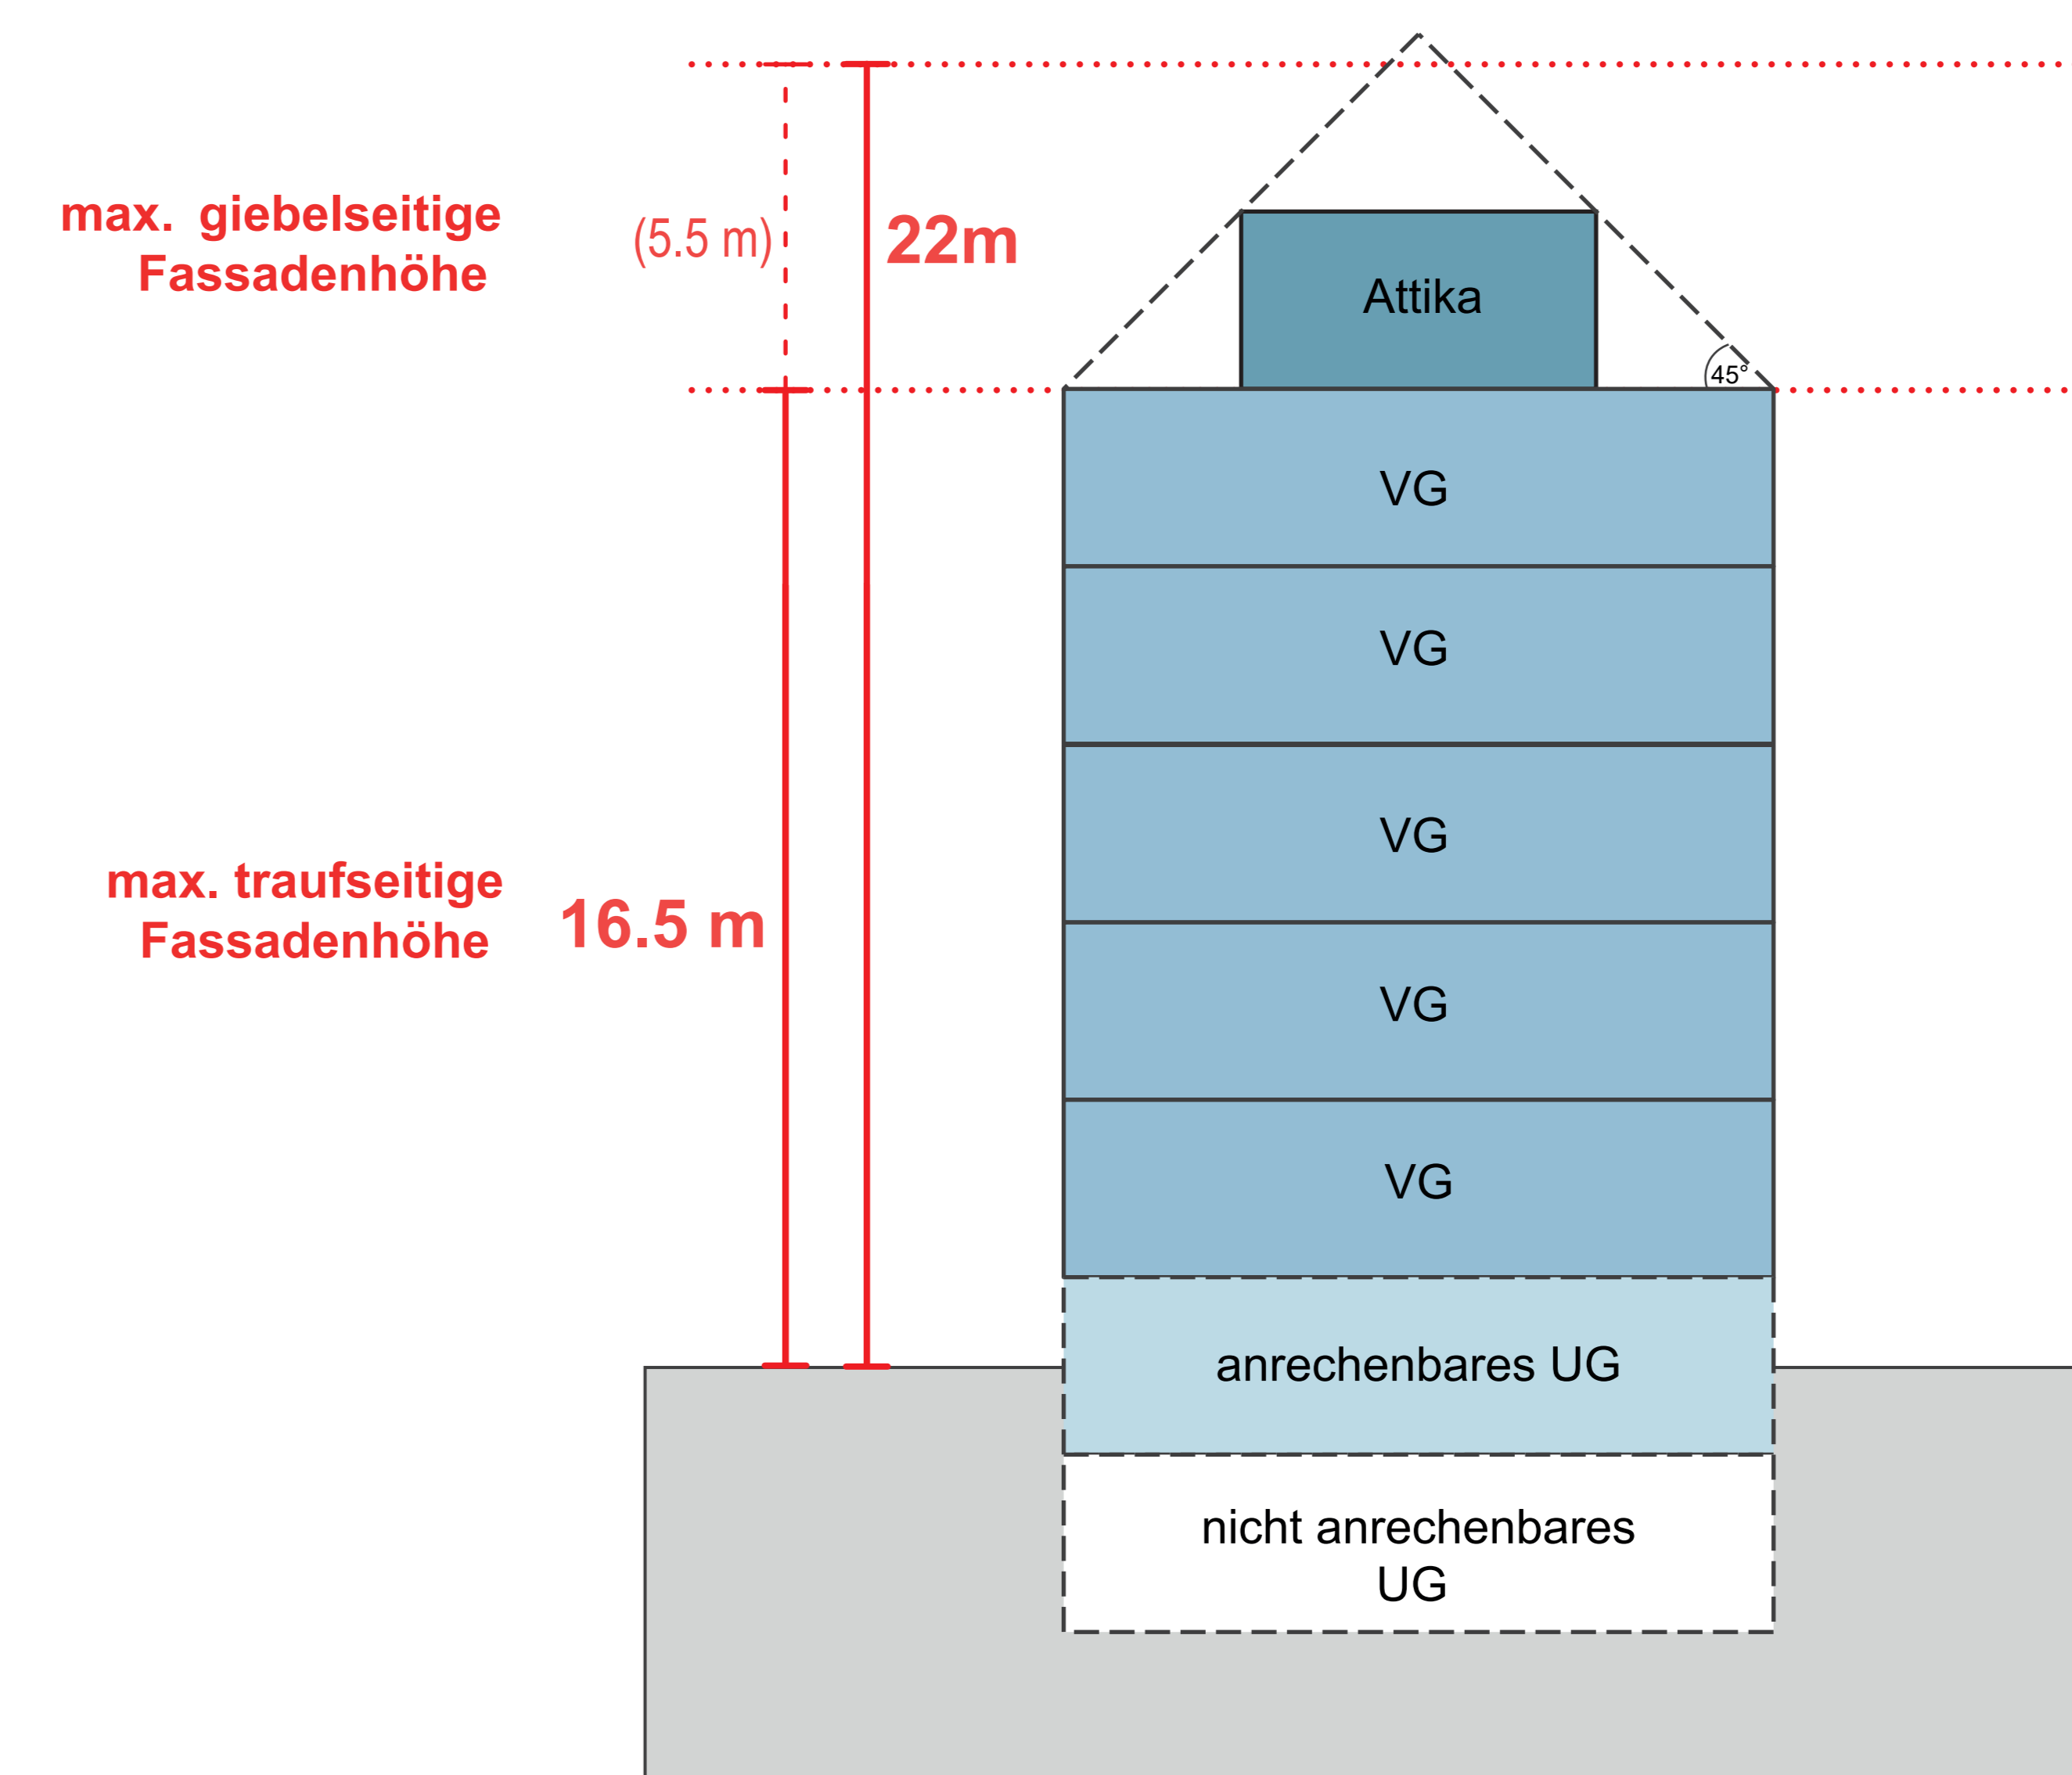 max. giebelseitige
Fassadenhöhe
(5.5 m)
22m
Attika
45°
VG
VG
VG
max. traufseitige
Fassadenhöhe
16.5 m
VG
VG
anrechenbares UG
nicht anrechenbares
UG